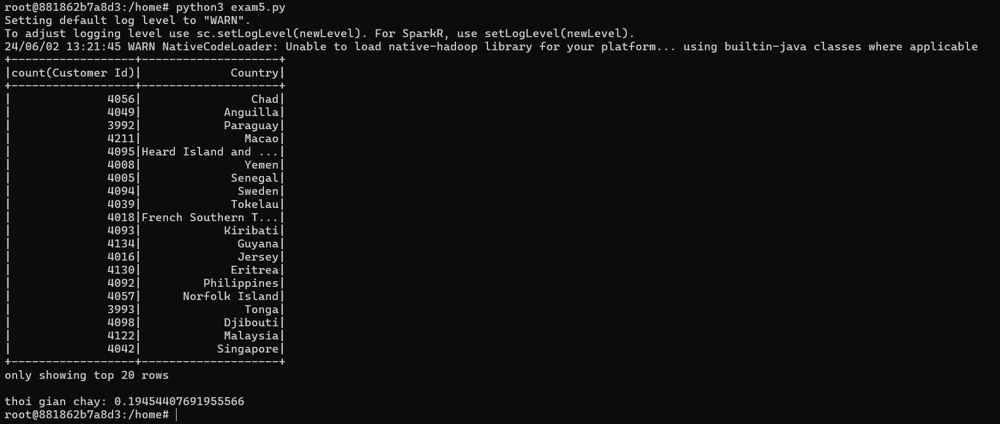 root@881862b7a8d3:/home# python3 exam5.py
Setting default log level to "WARN".
To adjust logging level use sc.setLogLevel(newLevel). For SparkR, use setLogLevel(newLevel).
24/06/02 13:21:45 WARN NativeCodeLoader: Unable to load native-hadoop library for your platform... using builtin-java classes where applicable
+------------------+--------------------+
|count(Customer Id)|             Country|
+------------------+--------------------+
|              4056|                Chad|
|              4049|            Anguilla|
|              3992|            Paraguay|
|              4211|               Macao|
|              4095|Heard Island and ...|
|              4008|               Yemen|
|              4005|             Senegal|
|              4094|              Sweden|
|              4039|             Tokelau|
|              4018|French Southern T...|
|              4093|            Kiribati|
|              4134|              Guyana|
|              4016|              Jersey|
|              4130|             Eritrea|
|              4092|         Philippines|
|              4057|      Norfolk Island|
|              3993|               Tonga|
|              4098|            Djibouti|
|              4122|            Malaysia|
|              4042|           Singapore|
+------------------+--------------------+
only showing top 20 rows

thoi gian chay: 0.19454407691955566
root@881862b7a8d3:/home#